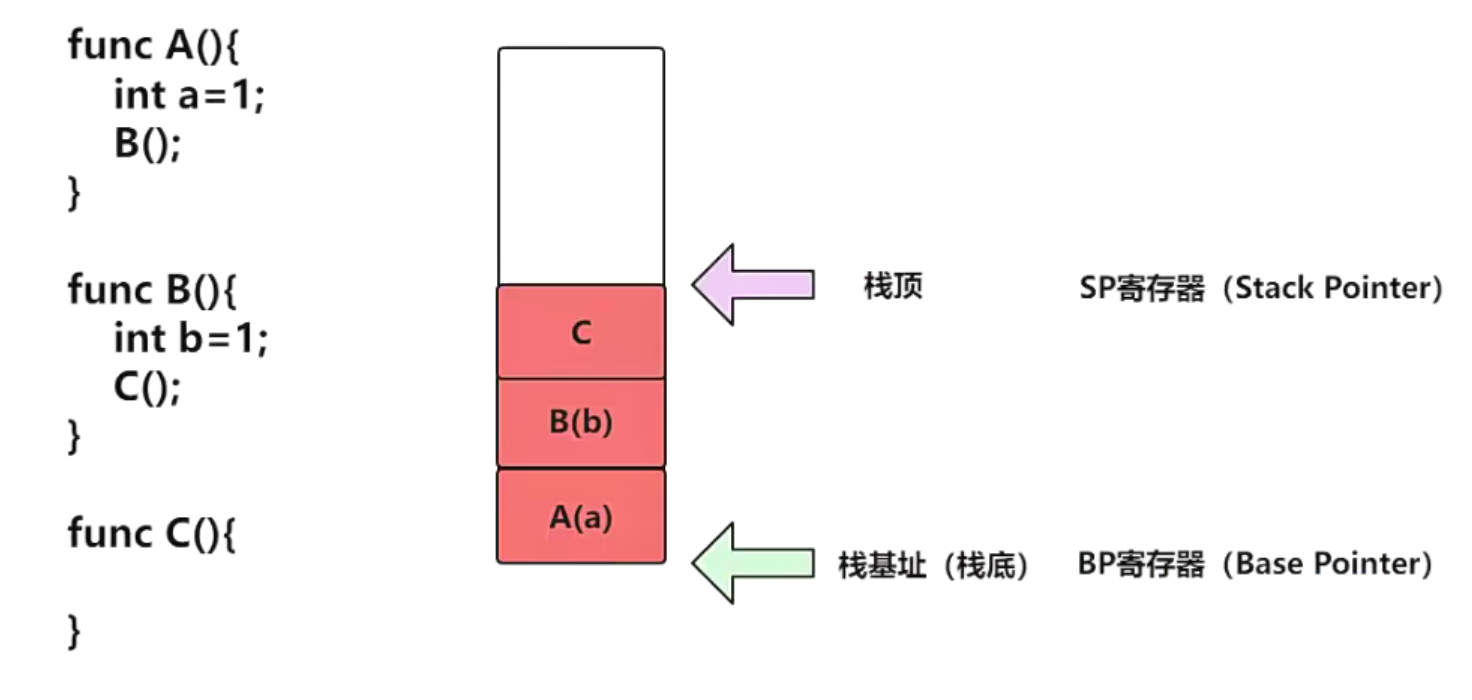 func A(){
int a=1;
B();
}
func B(){
int b=1;
C();
}
func C(){
}
C
B(b)
A(a)
栈顶 SP寄存器（Stack Pointer）
栈基址（栈底） BP寄存器（Base Pointer）